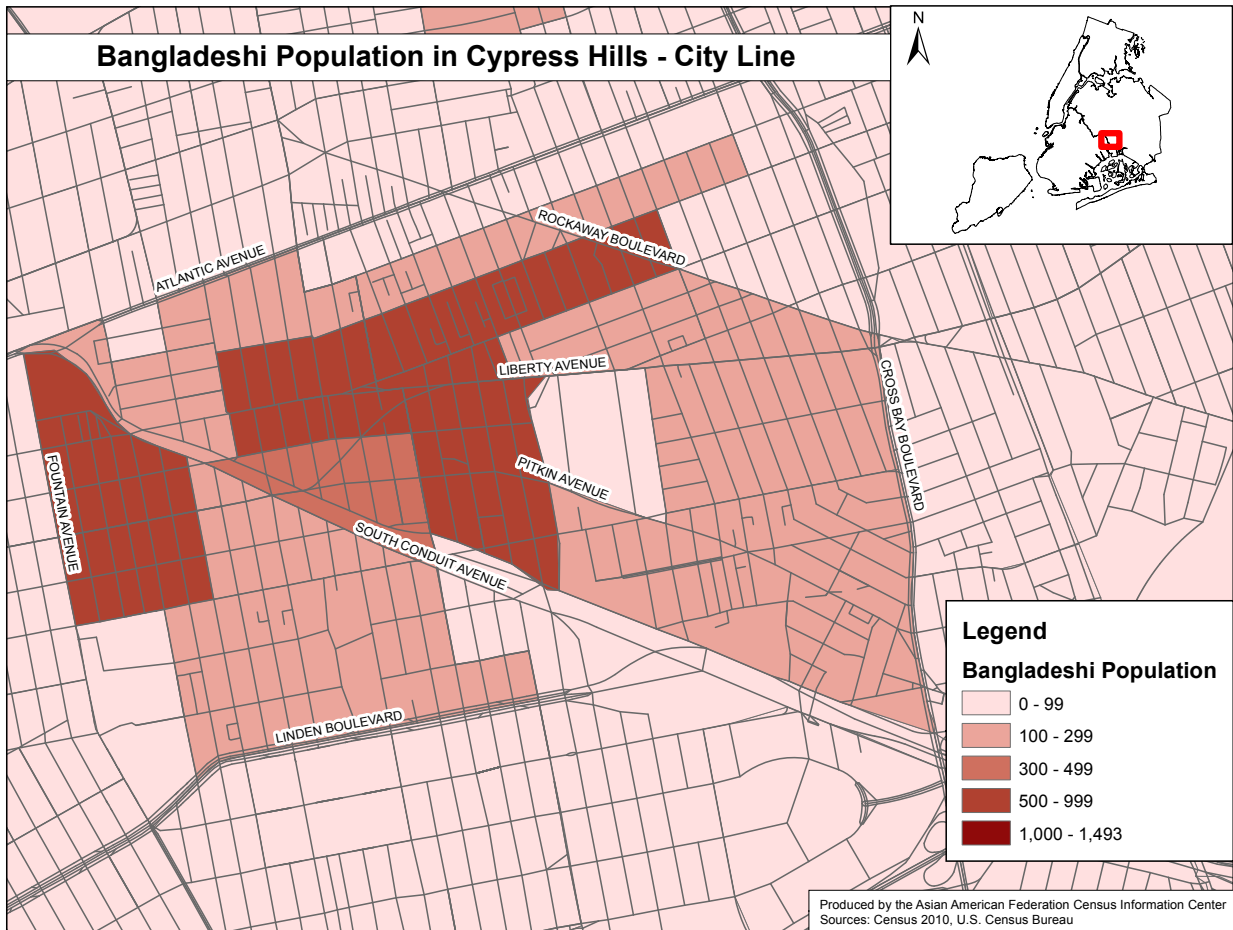 Bangladeshi Population in Cypress Hills - City Line
N
ATLANTIC AVENUE
ROCKAWAY BOULEVARD
LIBERTY AVENUE
CROSS BAY BOULEVARD
FOUNTAIN AVENUE
PITKIN AVENUE
SOUTH CONDUIT AVENUE
LINDEN BOULEVARD
Legend
Bangladeshi Population
0 - 99
100 - 299
300 - 499
500 - 999
1,000 - 1,493
Produced by the Asian American Federation Census Information Center
Sources: Census 2010, U.S. Census Bureau